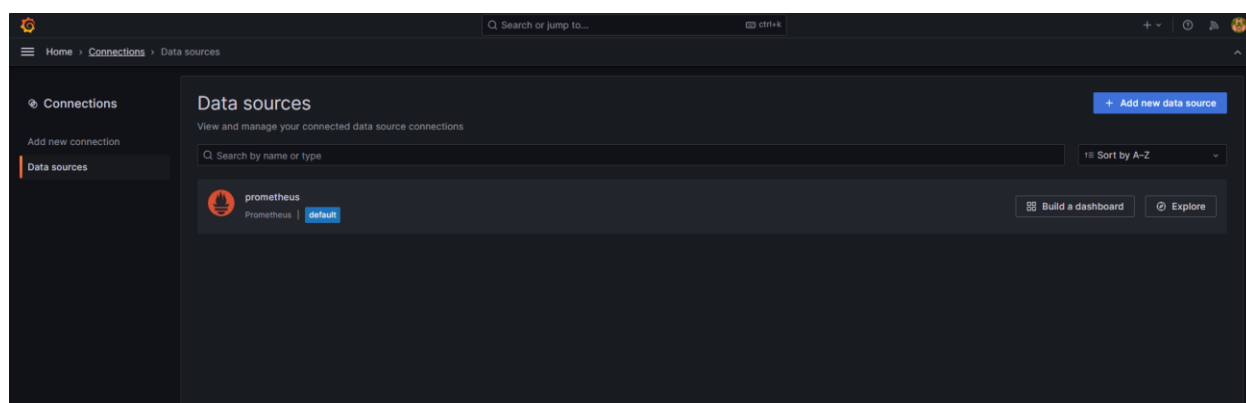 Search or jump to... ctrl+k
Home › Connections › Data sources
Connections
Add new connection
Data sources
Data sources
View and manage your connected data source connections
+ Add new data source
Search by name or type
Sort by A–Z
prometheus
Prometheus | default
Build a dashboard
Explore